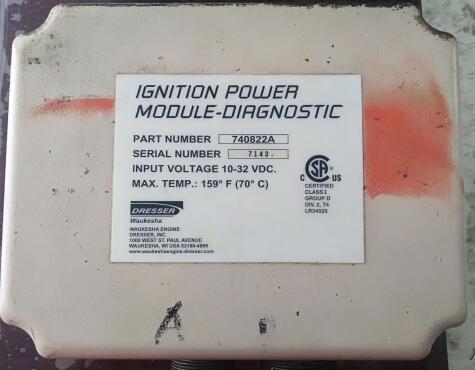 IGNITION POWER
MODULE-DIAGNOSTIC
PART NUMBER 740822A
SERIAL NUMBER 7143.
INPUT VOLTAGE 10-32 VDC.
MAX. TEMP.: 159° F (70° C)
C SA US
CERTIFIED
CLASS I
GROUP D
DIV. 2, T4
LR34525
DRESSER
Waukesha
WAUKESHA ENGINE
DRESSER, INC.
1000 WEST ST. PAUL AVENUE
WAUKESHA, WI USA 53188-4999
www.waukeshaengine.dresser.com
A